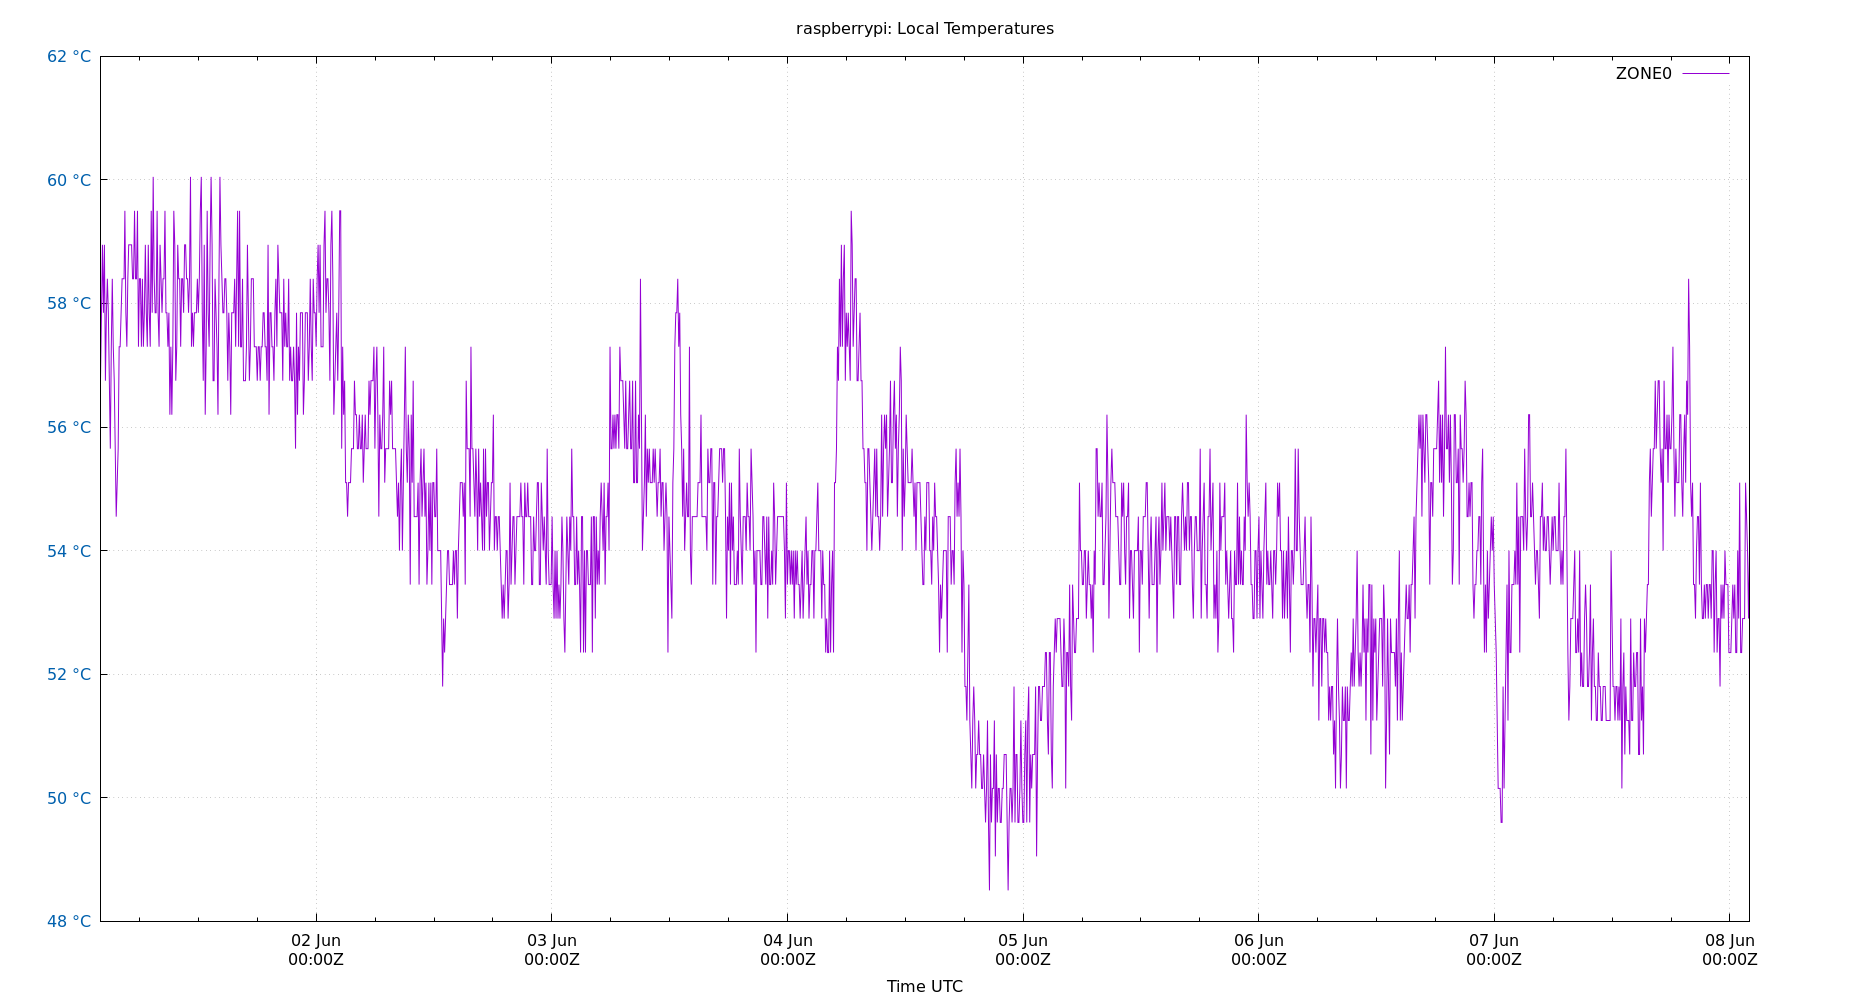 raspberrypi: Local Temperatures
62 °C
ZONE0
60 °C
58 °C
56 °C
54 °C
52 °C
50 °C
48 °C
02 Jun 03 Jun 04 Jun 05 Jun 06 Jun 07 Jun 08 Jun
00:00Z 00:00Z 00:00Z 00:00Z 00:00Z 00:00Z 00:00Z
Time UTC